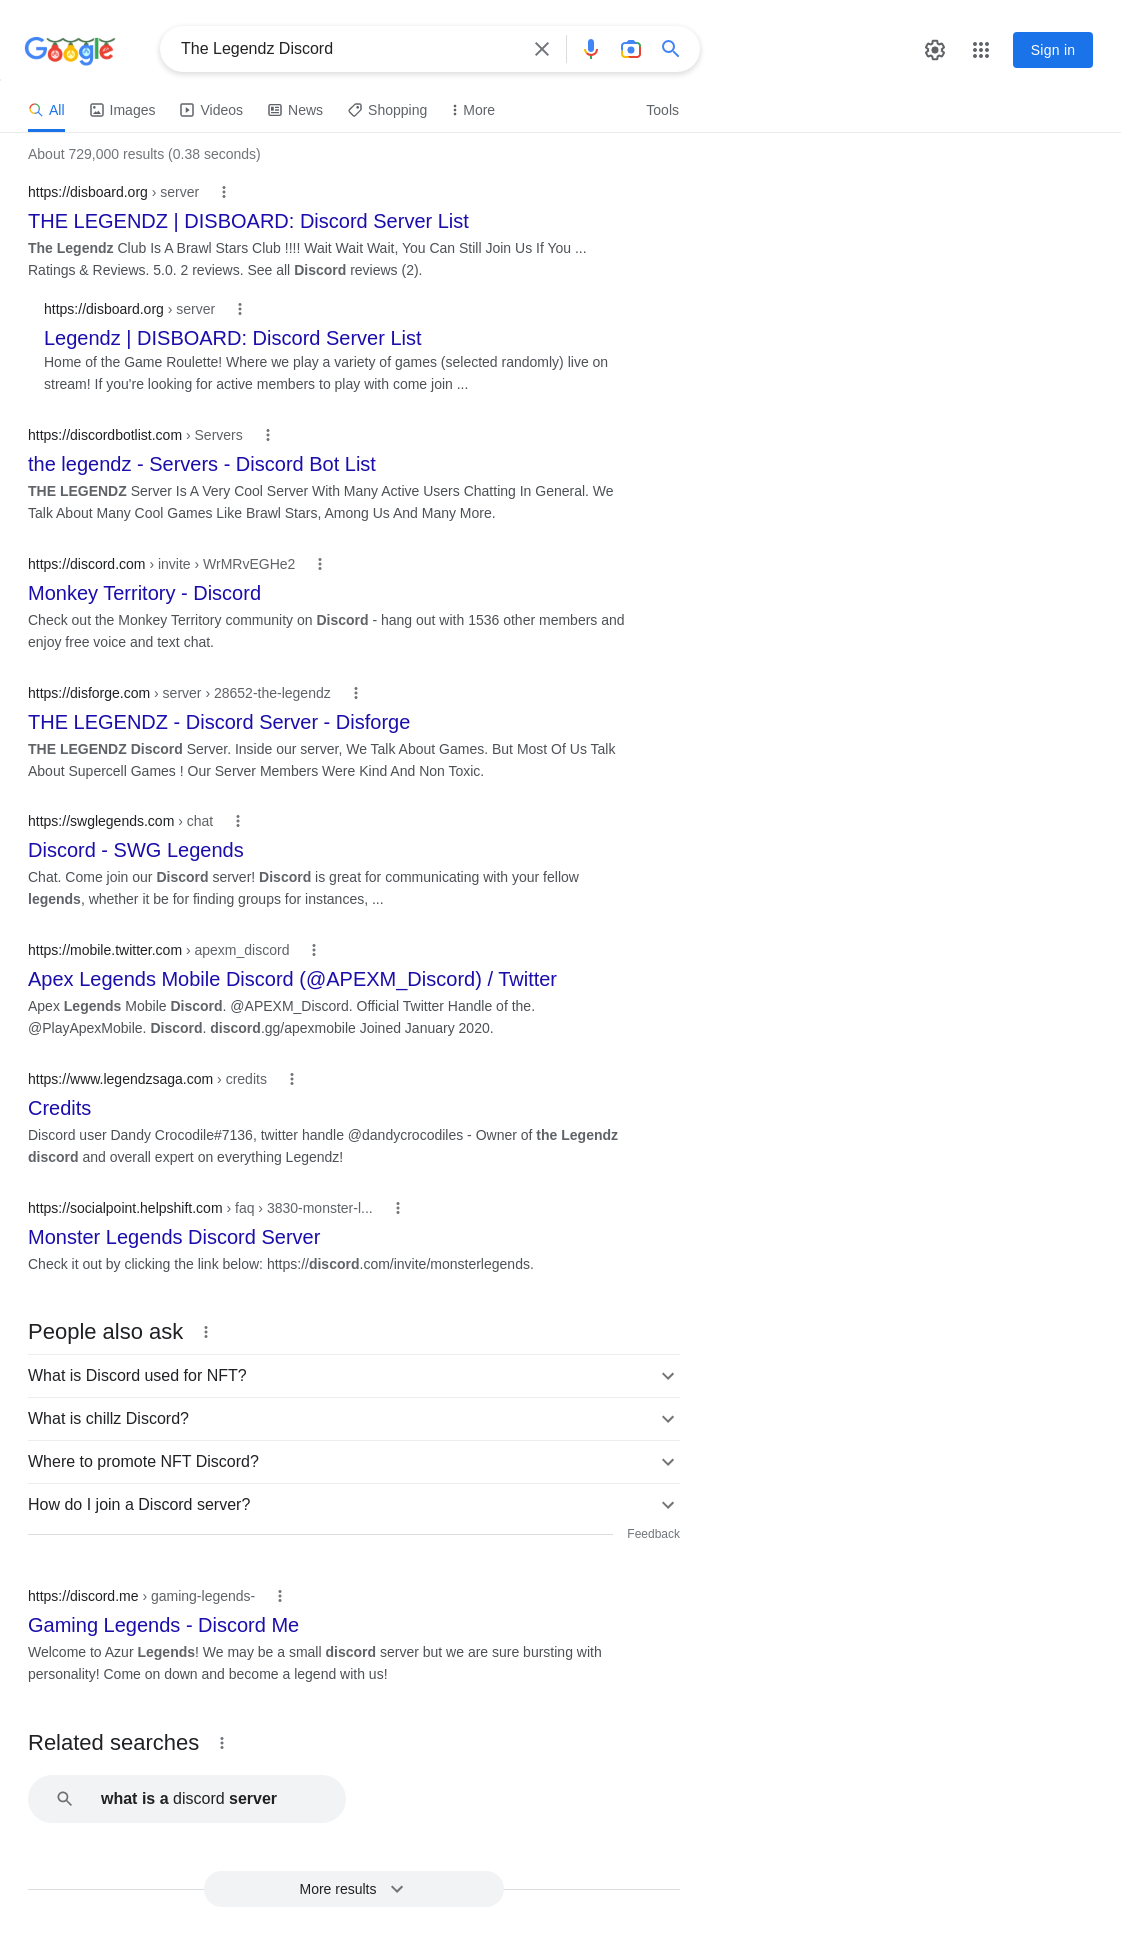 Google
The Legendz Discord
Sign in
All Images Videos News Shopping More Tools
About 729,000 results (0.38 seconds)
https://disboard.org › server
THE LEGENDZ | DISBOARD: Discord Server List
The Legendz Club Is A Brawl Stars Club !!!! Wait Wait Wait, You Can Still Join Us If You ...
Ratings & Reviews. 5.0. 2 reviews. See all Discord reviews (2).
https://disboard.org › server
Legendz | DISBOARD: Discord Server List
Home of the Game Roulette! Where we play a variety of games (selected randomly) live on
stream! If you're looking for active members to play with come join ...
https://discordbotlist.com › Servers
the legendz - Servers - Discord Bot List
THE LEGENDZ Server Is A Very Cool Server With Many Active Users Chatting In General. We
Talk About Many Cool Games Like Brawl Stars, Among Us And Many More.
https://discord.com › invite › WrMRvEGHe2
Monkey Territory - Discord
Check out the Monkey Territory community on Discord - hang out with 1536 other members and
enjoy free voice and text chat.
https://disforge.com › server › 28652-the-legendz
THE LEGENDZ - Discord Server - Disforge
THE LEGENDZ Discord Server. Inside our server, We Talk About Games. But Most Of Us Talk
About Supercell Games ! Our Server Members Were Kind And Non Toxic.
https://swglegends.com › chat
Discord - SWG Legends
Chat. Come join our Discord server! Discord is great for communicating with your fellow
legends, whether it be for finding groups for instances, ...
https://mobile.twitter.com › apexm_discord
Apex Legends Mobile Discord (@APEXM_Discord) / Twitter
Apex Legends Mobile Discord. @APEXM_Discord. Official Twitter Handle of the.
@PlayApexMobile. Discord. discord.gg/apexmobile Joined January 2020.
https://www.legendzsaga.com › credits
Credits
Discord user Dandy Crocodile#7136, twitter handle @dandycrocodiles - Owner of the Legendz
discord and overall expert on everything Legendz!
https://socialpoint.helpshift.com › faq › 3830-monster-l...
Monster Legends Discord Server
Check it out by clicking the link below: https://discord.com/invite/monsterlegends.
People also ask
What is Discord used for NFT?
What is chillz Discord?
Where to promote NFT Discord?
How do I join a Discord server?
Feedback
https://discord.me › gaming-legends-
Gaming Legends - Discord Me
Welcome to Azur Legends! We may be a small discord server but we are sure bursting with
personality! Come on down and become a legend with us!
Related searches
what is a discord server
More results